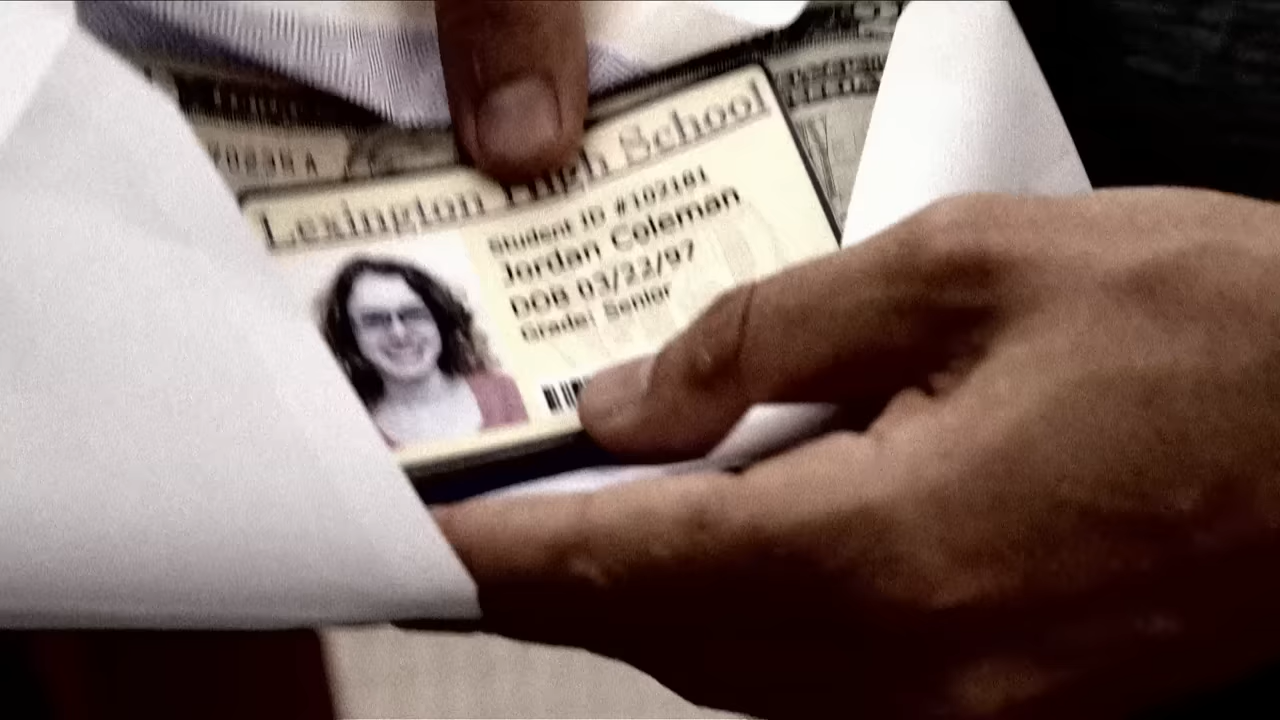 Lexington High School
Student ID #102181
Jordan Coleman
DOB 03/22/97
Grade: Senior